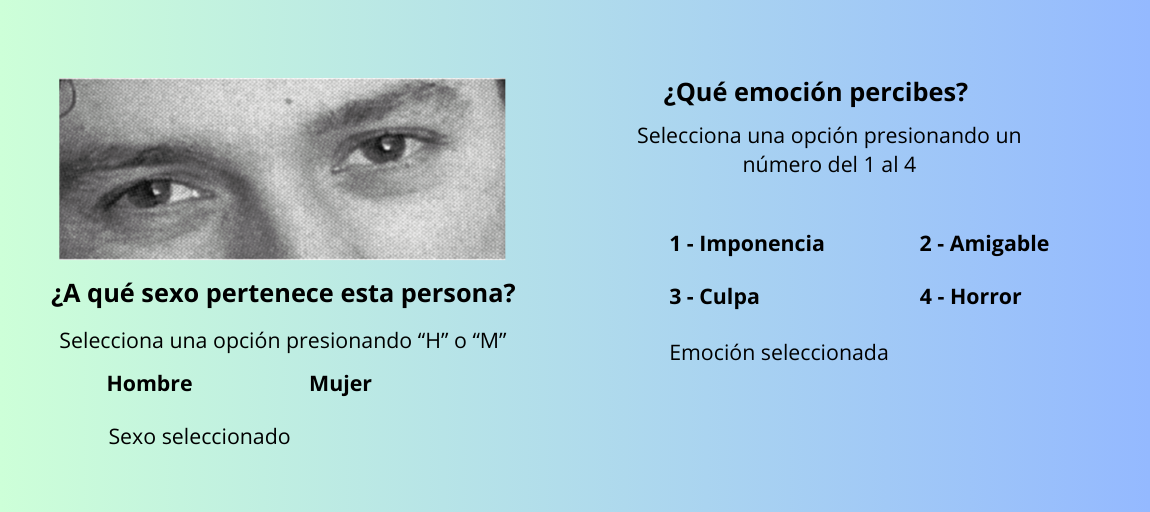 ¿A qué sexo pertenece esta persona?
Selecciona una opción presionando “H” o “M”
Hombre Mujer
Sexo seleccionado
¿Qué emoción percibes?
Selecciona una opción presionando un
número del 1 al 4
1 - Imponencia 2 - Amigable
3 - Culpa 4 - Horror
Emoción seleccionada